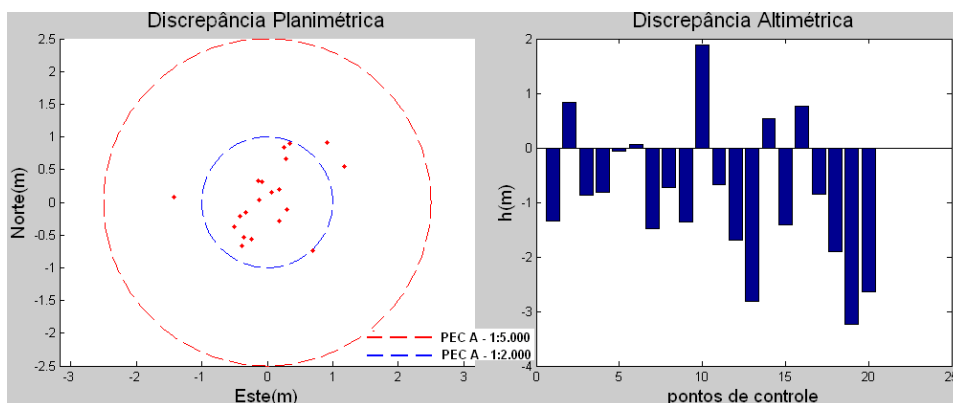 Discrepância Planimétrica
2.5
2
1.5
1
0.5
0
-0.5
-1
-1.5
-2
-2.5
Norte(m)
-3 -2 -1 0 1 2 3
Este(m)
PEC A - 1:5.000
PEC A - 1:2.000
Discrepância Altimétrica
2
1
0
-1
-2
-3
-4
h(m)
0 5 10 15 20 25
pontos de controle